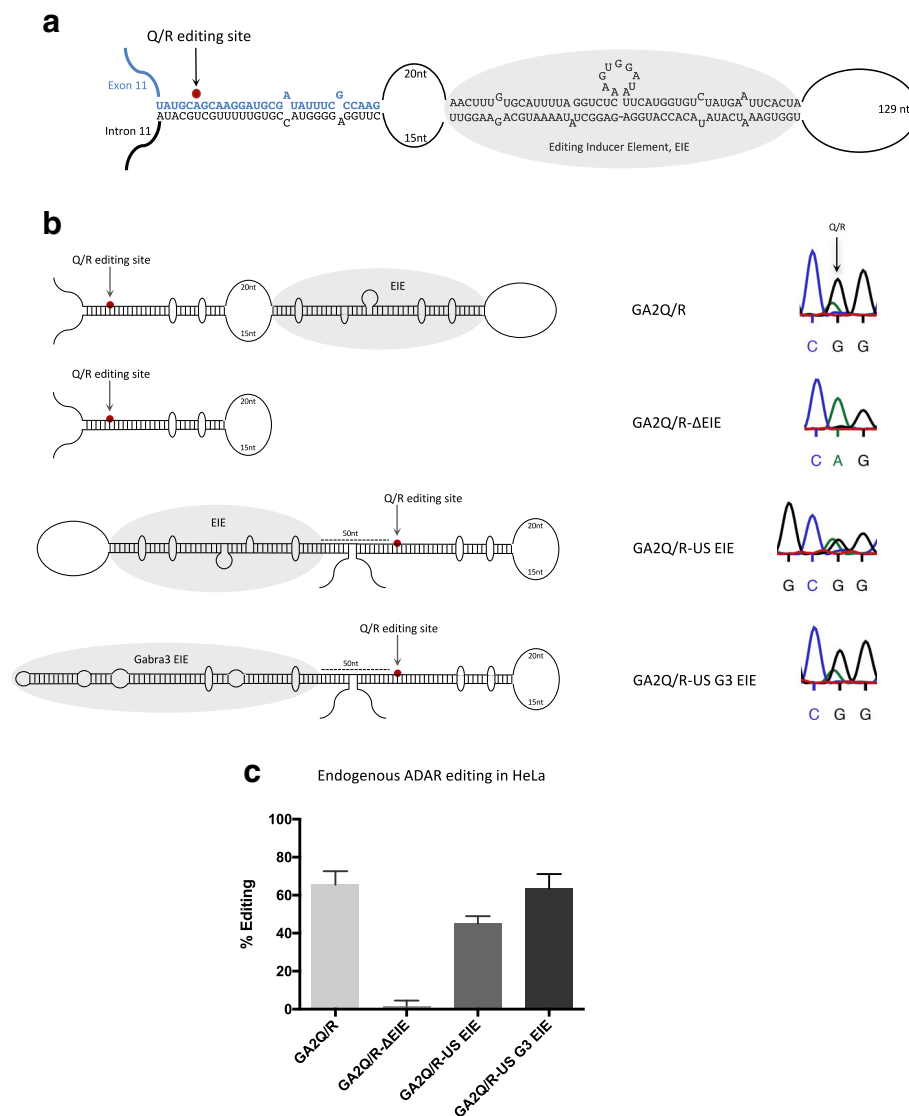 a
Q/R editing site
Exon 11
Intron 11
UAUGCAGCAAGGAUGCG A UAUUUC G CCAAG
AUACGUCGUUUUUGUGC C AUGGGG A GGUUC
20nt
15nt
G U G G A U A A A G
AACUUU G UGCAUUUUA GGUCUC UUCAUGGUGU C UAUGA A UUCACUA
UUGGAA G ACGUAAAAU A UCGGAG -AGGUACCACA U AUACU A AAGUGGU
Editing Inducer Element, EIE
129 nt
b
Q/R editing site
20nt
15nt
EIE
GA2Q/R
Q/R
C G G
Q/R editing site
20nt
15nt
GA2Q/R-ΔEIE
C A G
EIE
50nt
Q/R editing site
20nt
15nt
GA2Q/R-US EIE
G C G G
Gabra3 EIE
50nt
Q/R editing site
20nt
15nt
GA2Q/R-US G3 EIE
C G G
c
Endogenous ADAR editing in HeLa
% Editing
100
80
60
40
20
0
GA2Q/R
GA2Q/R-ΔEIE
GA2Q/R-US EIE
GA2Q/R-US G3 EIE